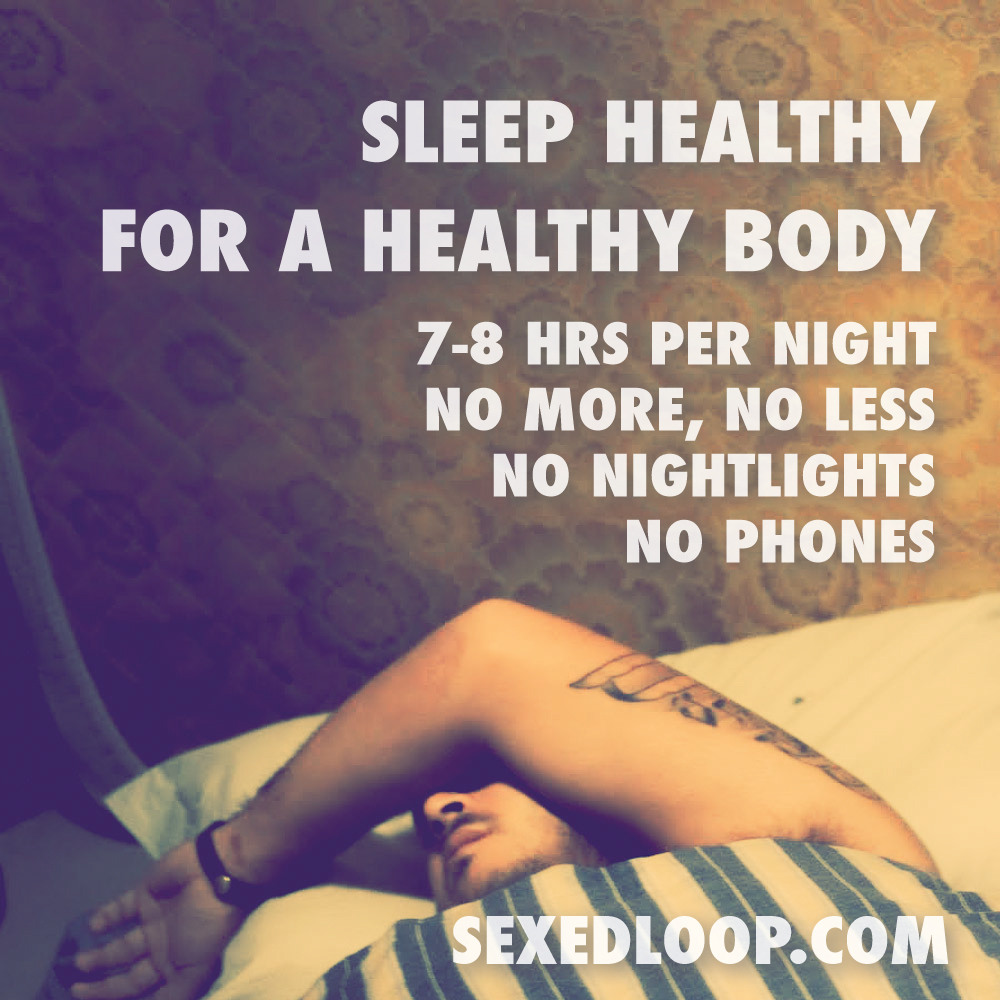 SLEEP HEALTHY
FOR A HEALTHY BODY
7-8 HRS PER NIGHT
NO MORE, NO LESS
NO NIGHTLIGHTS
NO PHONES
SEXEDLOOP.COM